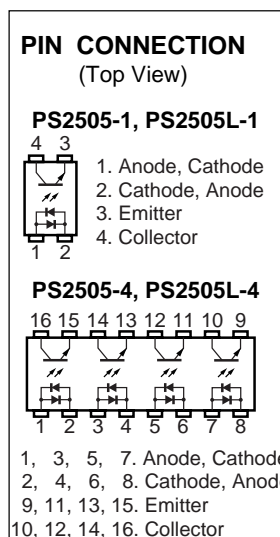 PIN CONNECTION
(Top View)
PS2505-1, PS2505L-1
4 3
1. Anode, Cathode
2. Cathode, Anode
3. Emitter
4. Collector
1 2
PS2505-4, PS2505L-4
16 15 14 13 12 11 10 9
1 2 3 4 5 6 7 8
1, 3, 5, 7. Anode, Cathod
2, 4, 6, 8. Cathode, Anod
9, 11, 13, 15. Emitter
10, 12, 14, 16. Collector